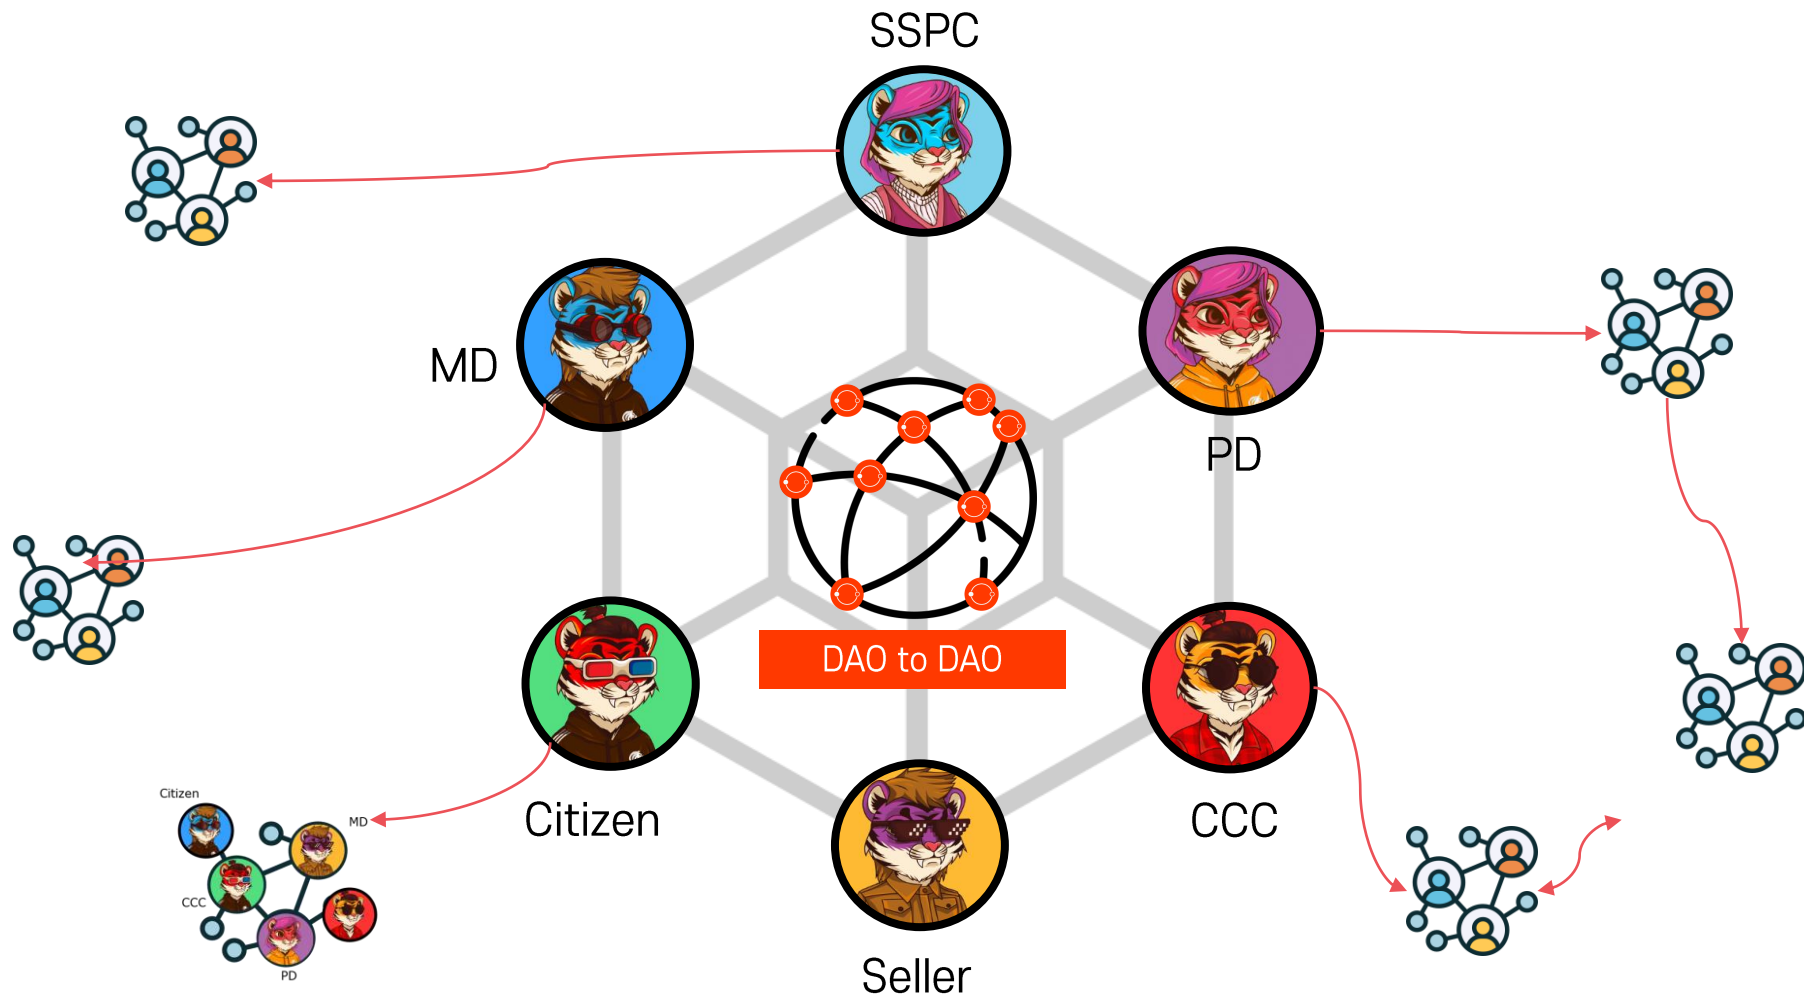 SSPC
MD
PD
DAO to DAO
Citizen
CCC
Seller
Citizen
MD
CCC
PD